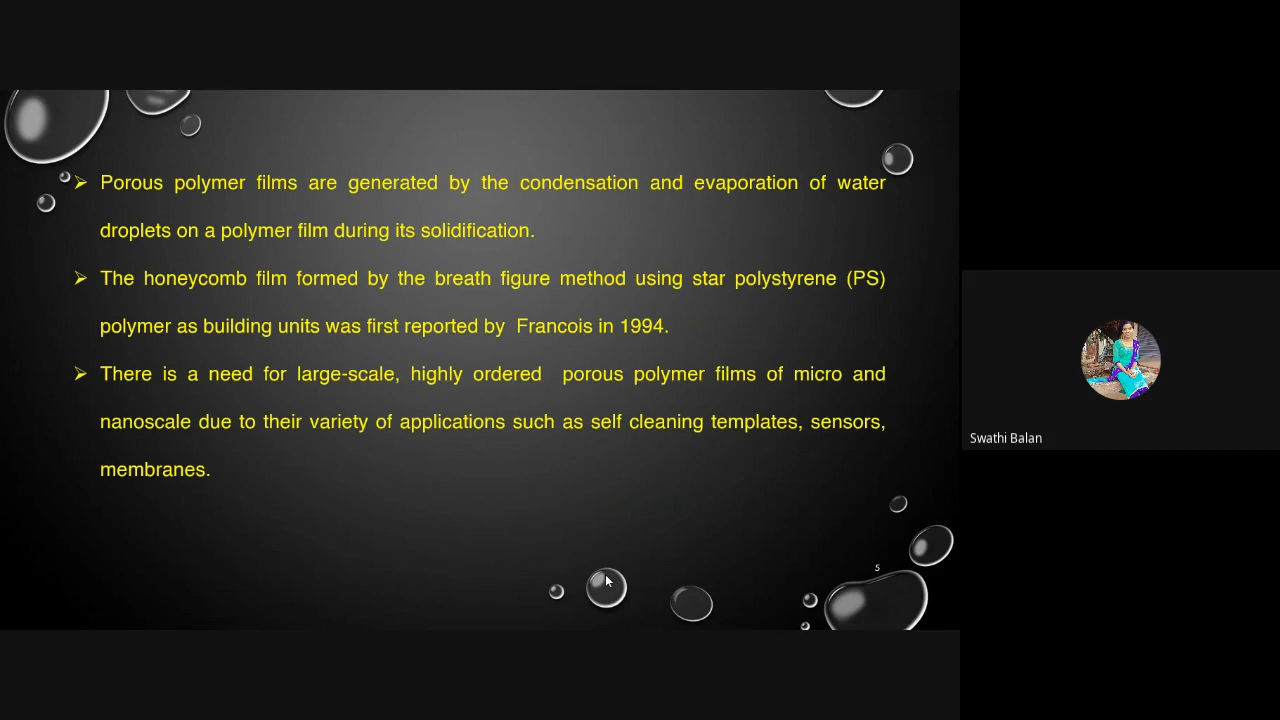 ➢ Porous polymer films are generated by the condensation and evaporation of water
droplets on a polymer film during its solidification.
➢ The honeycomb film formed by the breath figure method using star polystyrene (PS)
polymer as building units was first reported by Francois in 1994.
➢ There is a need for large-scale, highly ordered porous polymer films of micro and
nanoscale due to their variety of applications such as self cleaning templates, sensors,
membranes.
5
Swathi Balan